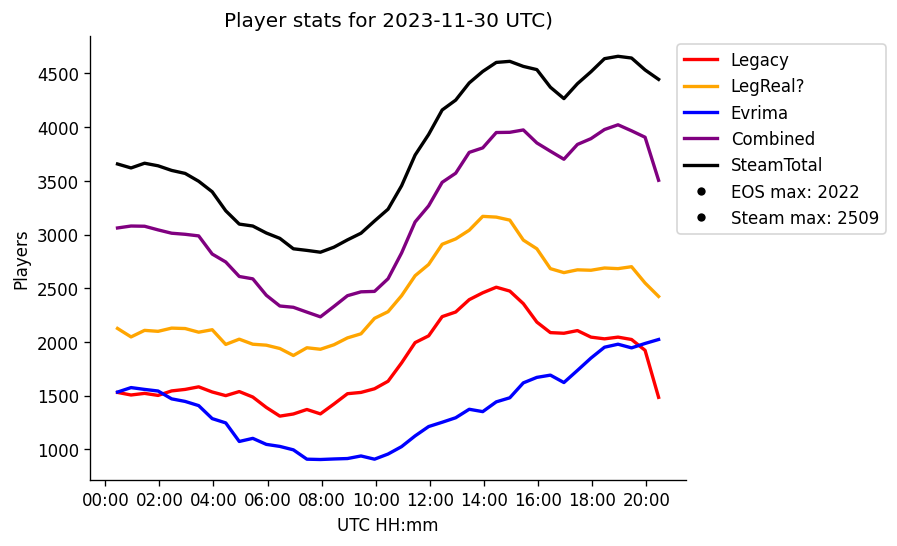 Player stats for 2023-11-30 UTC)
4500
4000
3500
3000
2500
2000
1500
1000
Players
00:00 02:00 04:00 06:00 08:00 10:00 12:00 14:00 16:00 18:00 20:00
UTC HH:mm
Legacy
LegReal?
Evrima
Combined
SteamTotal
EOS max: 2022
Steam max: 2509